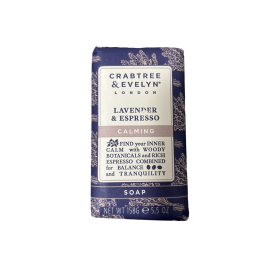 CRABTREE
& EVELYN®
LONDON
LAVENDER
& ESPRESSO
CALMING
FIND your INNER
CALM with WOODY
BOTANICALS and RICH
ESPRESSO COMBINED
for BALANCE
and TRANQUILITY
SOAP
NET WT 158G ℮ 5.5 OZ